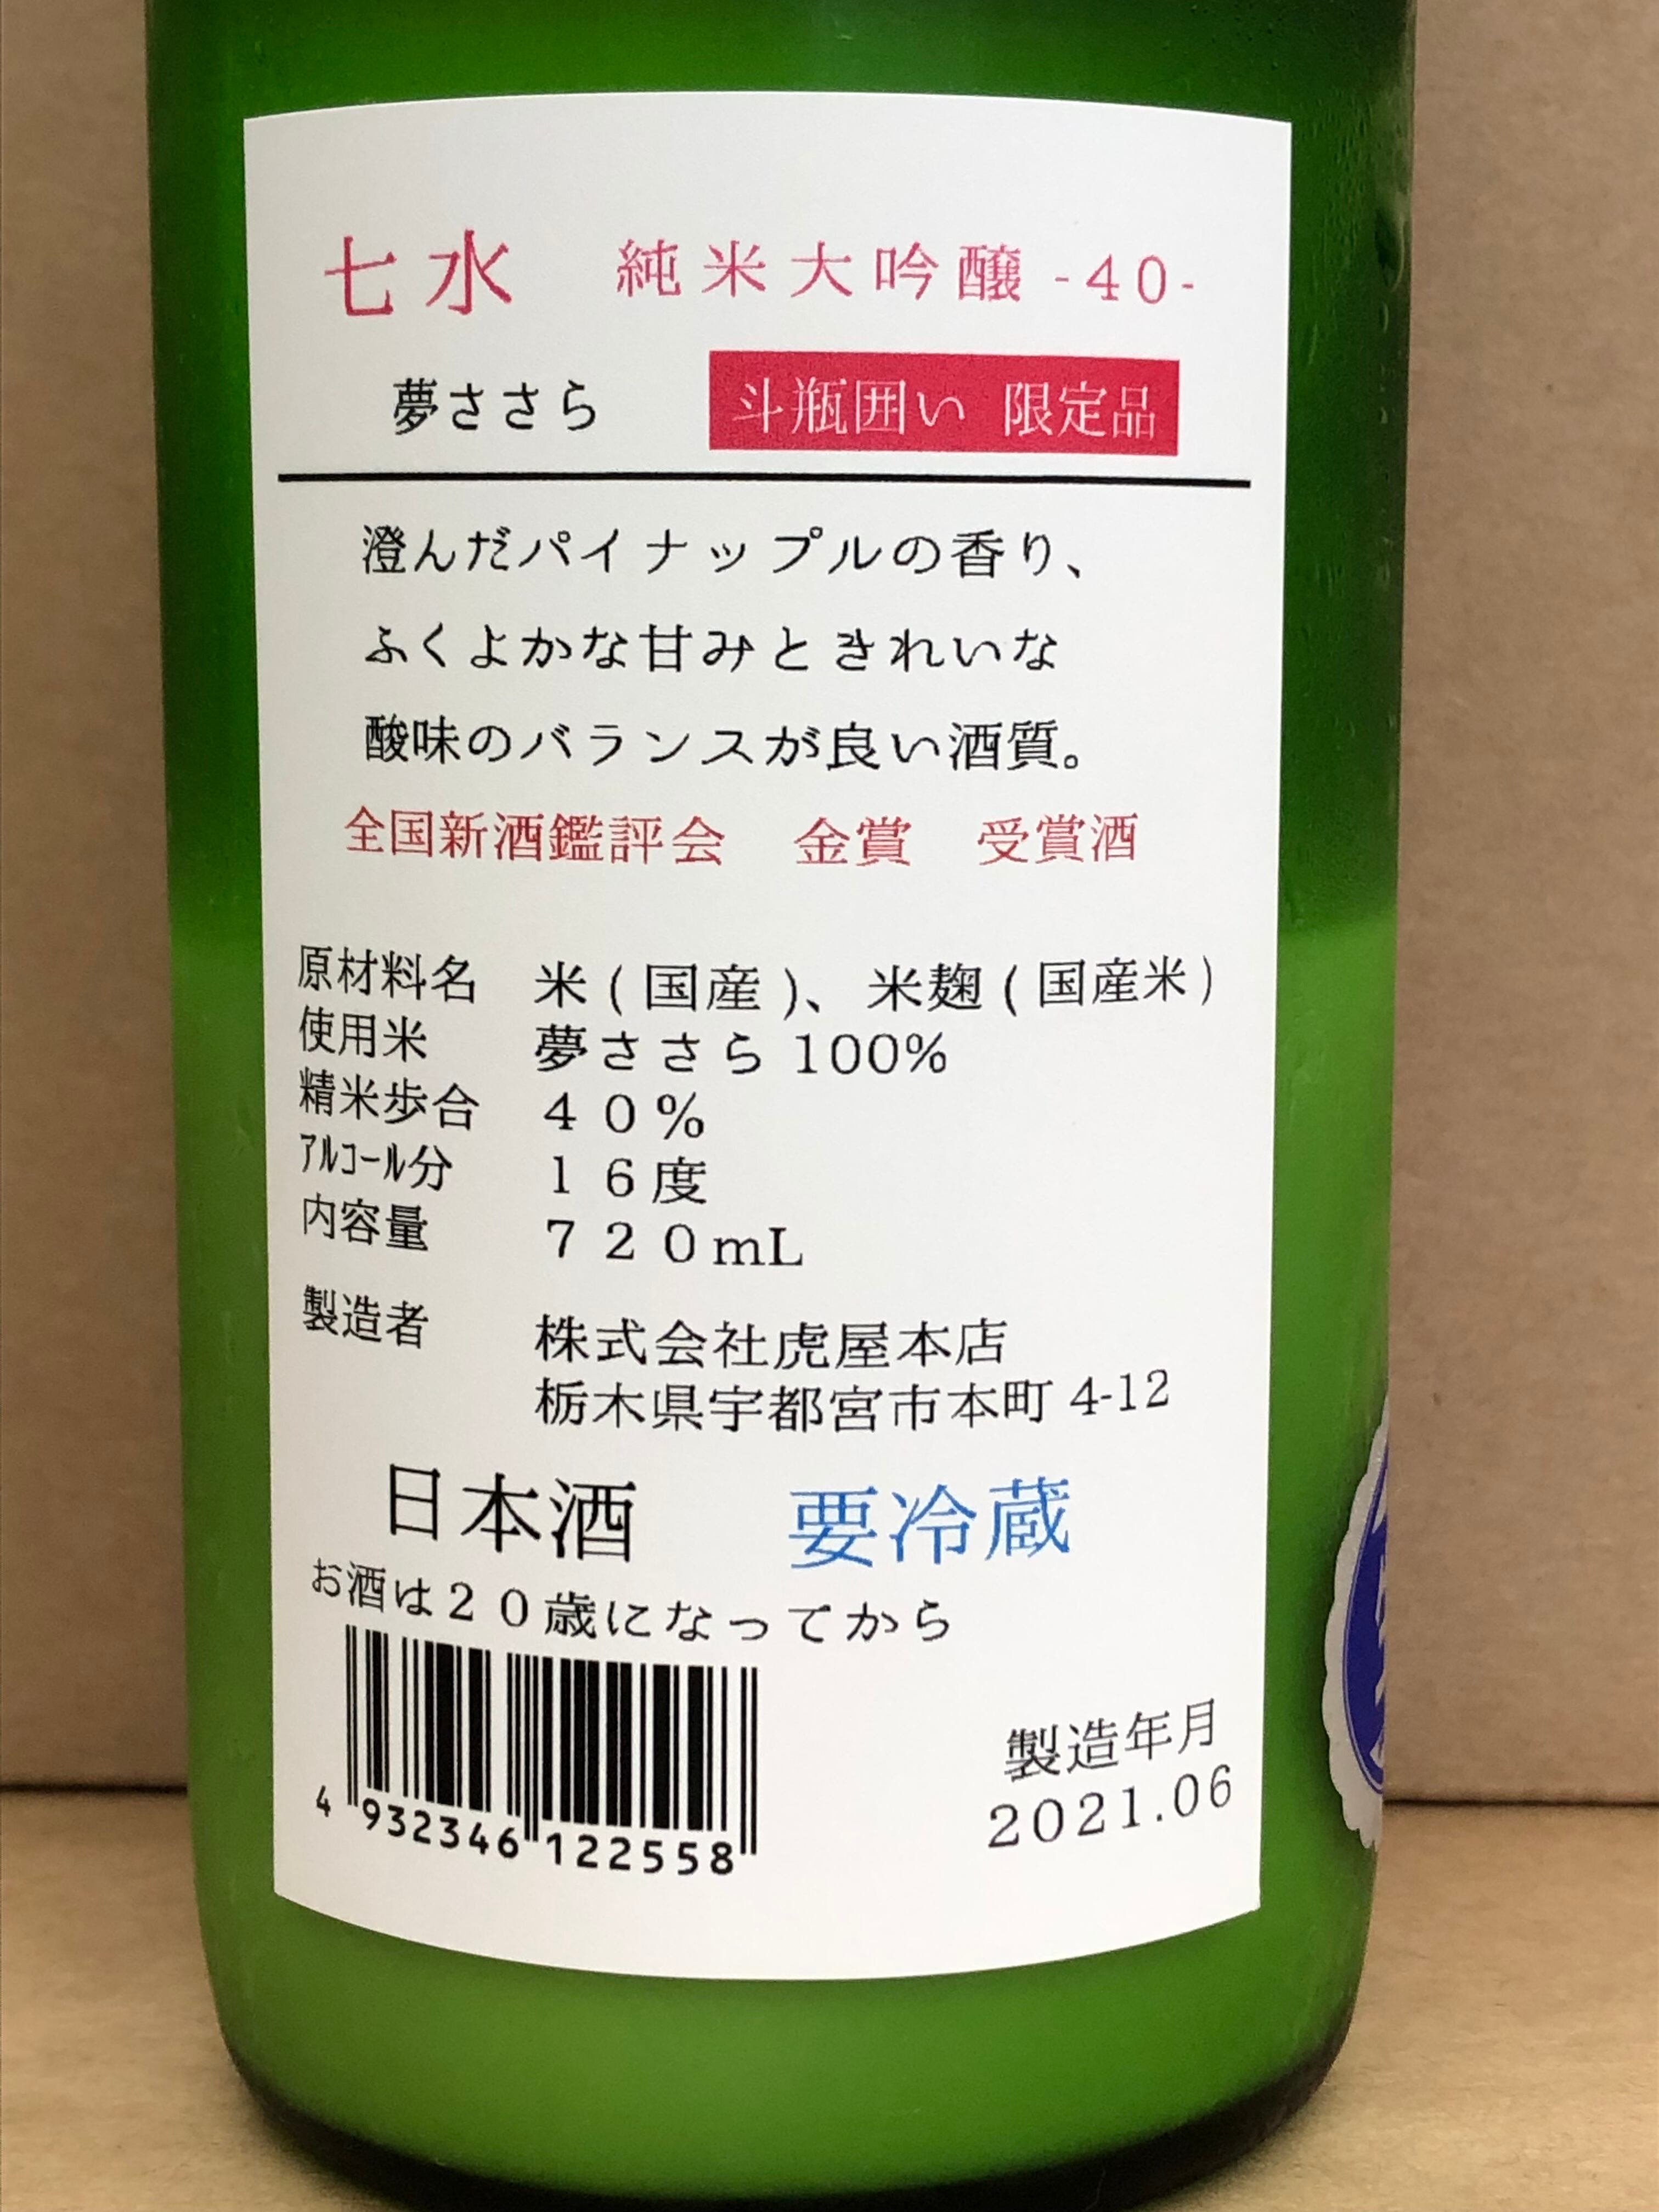 七水 純米大吟醸 -40-
夢ささら 斗瓶囲い 限定品
澄んだパイナップルの香り、
ふくよかな甘みときれいな
酸味のバランスが良い酒質。
全国新酒鑑評会 金賞 受賞酒
原材料名 米(国産)、米麹(国産米)
使用米 夢ささら100%
精米歩合 40%
ｱﾙｺｰﾙ分 16度
内容量 720mL
製造者 株式会社虎屋本店
栃木県宇都宮市本町 4-12
日本酒 要冷蔵
お酒は20歳になってから
4 932346 122558
製造年月
2021.06